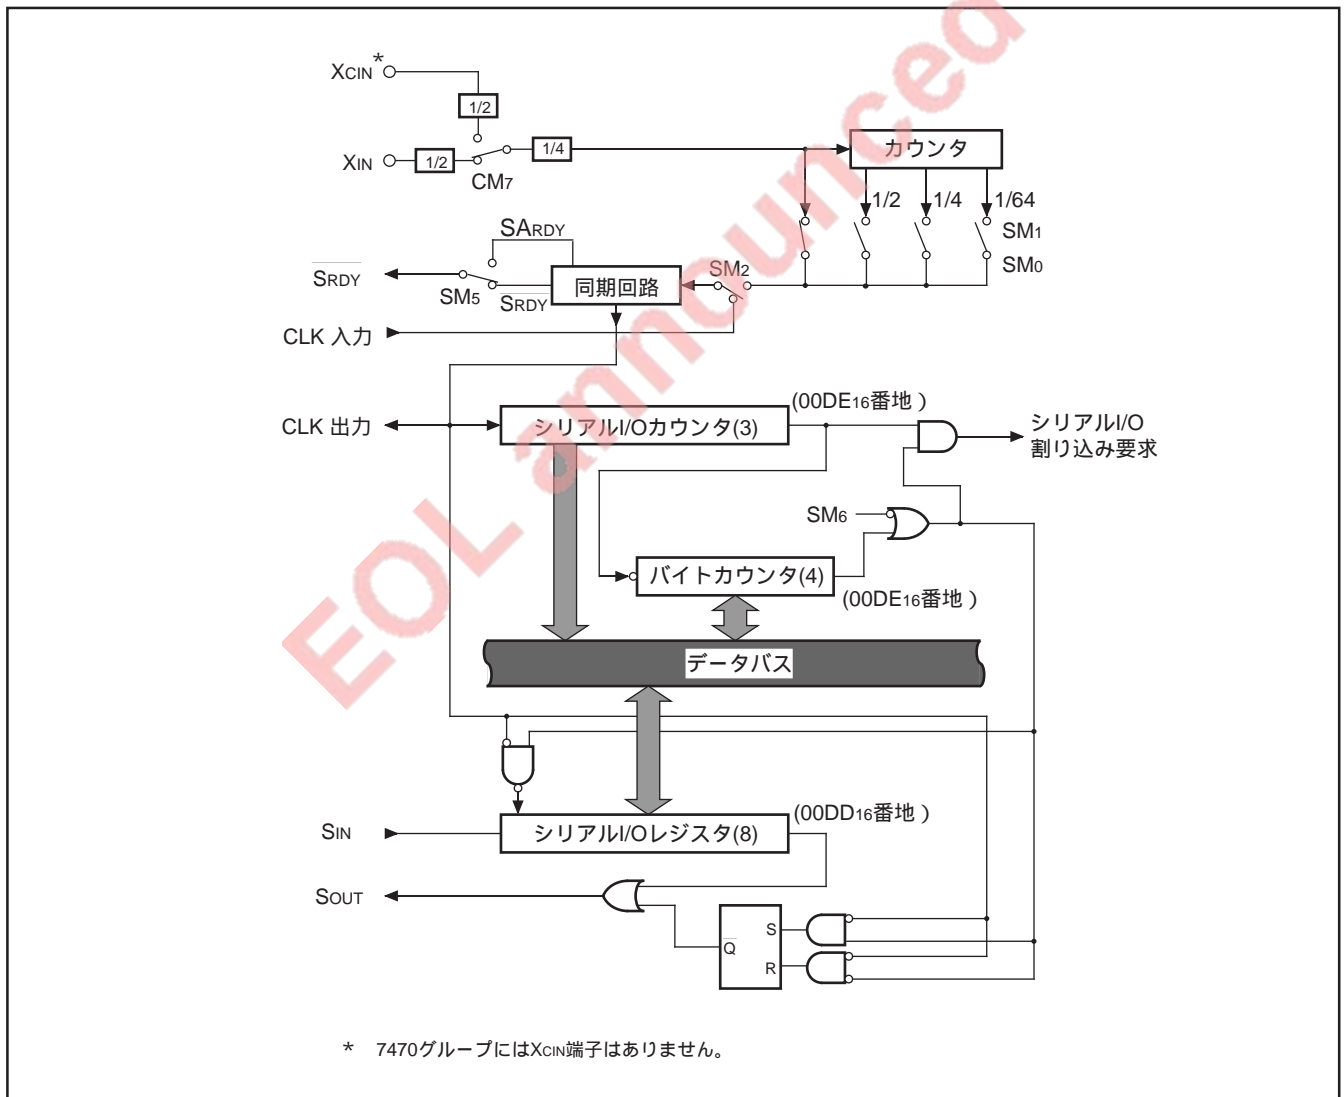 XCIN*
1/2
XIN
1/2
1/4
CM7
カウンタ
1/2
1/4
1/64
SM1
SM0
SARDY
SRDY
SM5
SRDY
同期回路
SM2
CLK 入力
CLK 出力
シリアルI/Oカウンタ(3)
(00DE16番地)
シリアルI/O
割り込み要求
SM6
バイトカウンタ(4)
(00DE16番地)
データバス
SIN
シリアルI/Oレジスタ(8)
(00DD16番地)
SOUT
Q
S
R
* 7470グループにはXCIN端子はありません。
EOL announced